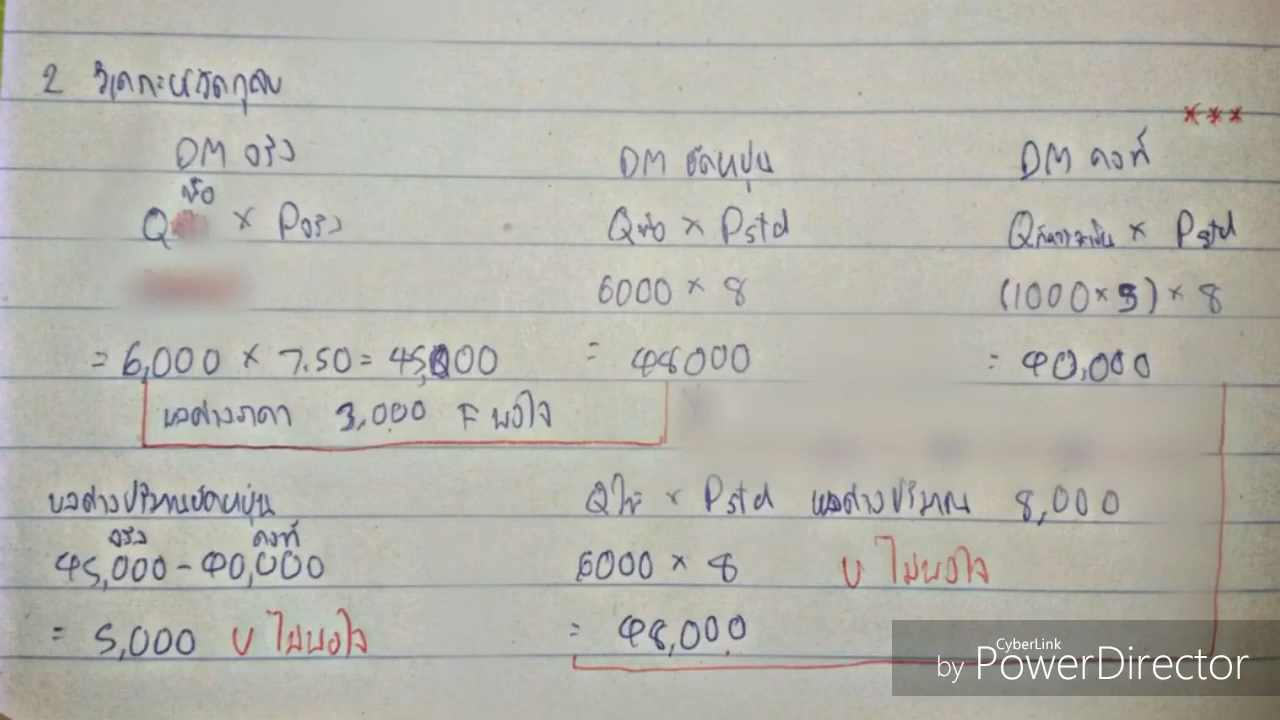 2 วิเคราะห์วัตถุดิบ
***
DM จริง DM ยืดหยุ่น DM คงที่
ซื้อ
Q × Pจริง Qซื้อ × Pstd Q × Pstd
6000 × 8 (1000×5) × 8
= 6,000 × 7.50 = 45,000 = 48000 = 40,000
ผลต่างราคา 3,000 F พอใจ
ผลต่างปริมาณยืดหยุ่น Qใช้ × Pstd ผลต่างปริมาณ 8,000
จริง คงที่
45,000 - 40,000 6000 × 8 U ไม่พอใจ
= 5,000 U ไม่พอใจ = 48,000
CyberLink
by PowerDirector